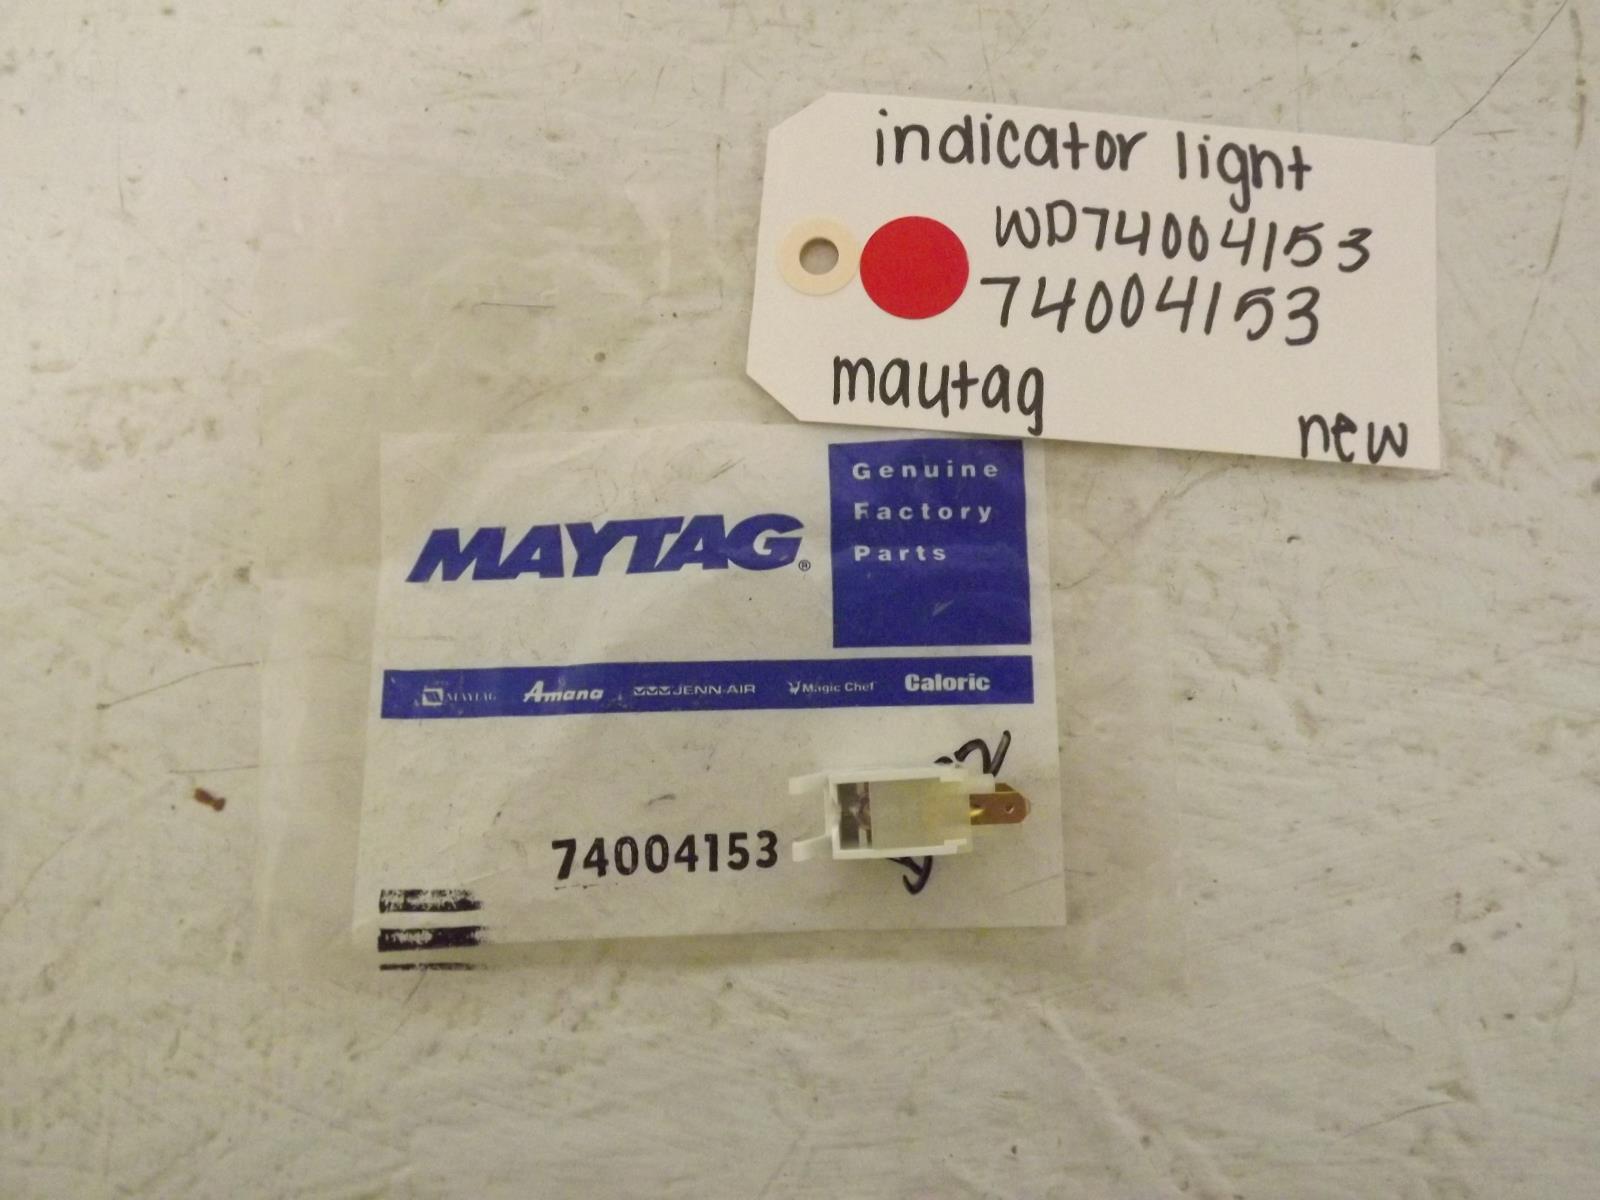 indicator light
WD74004153
74004153
maytag
new
Genuine
Factory
Parts
MAYTAG®
MAYTAG Amana JENN-AIR Magic Chef Caloric
74004153